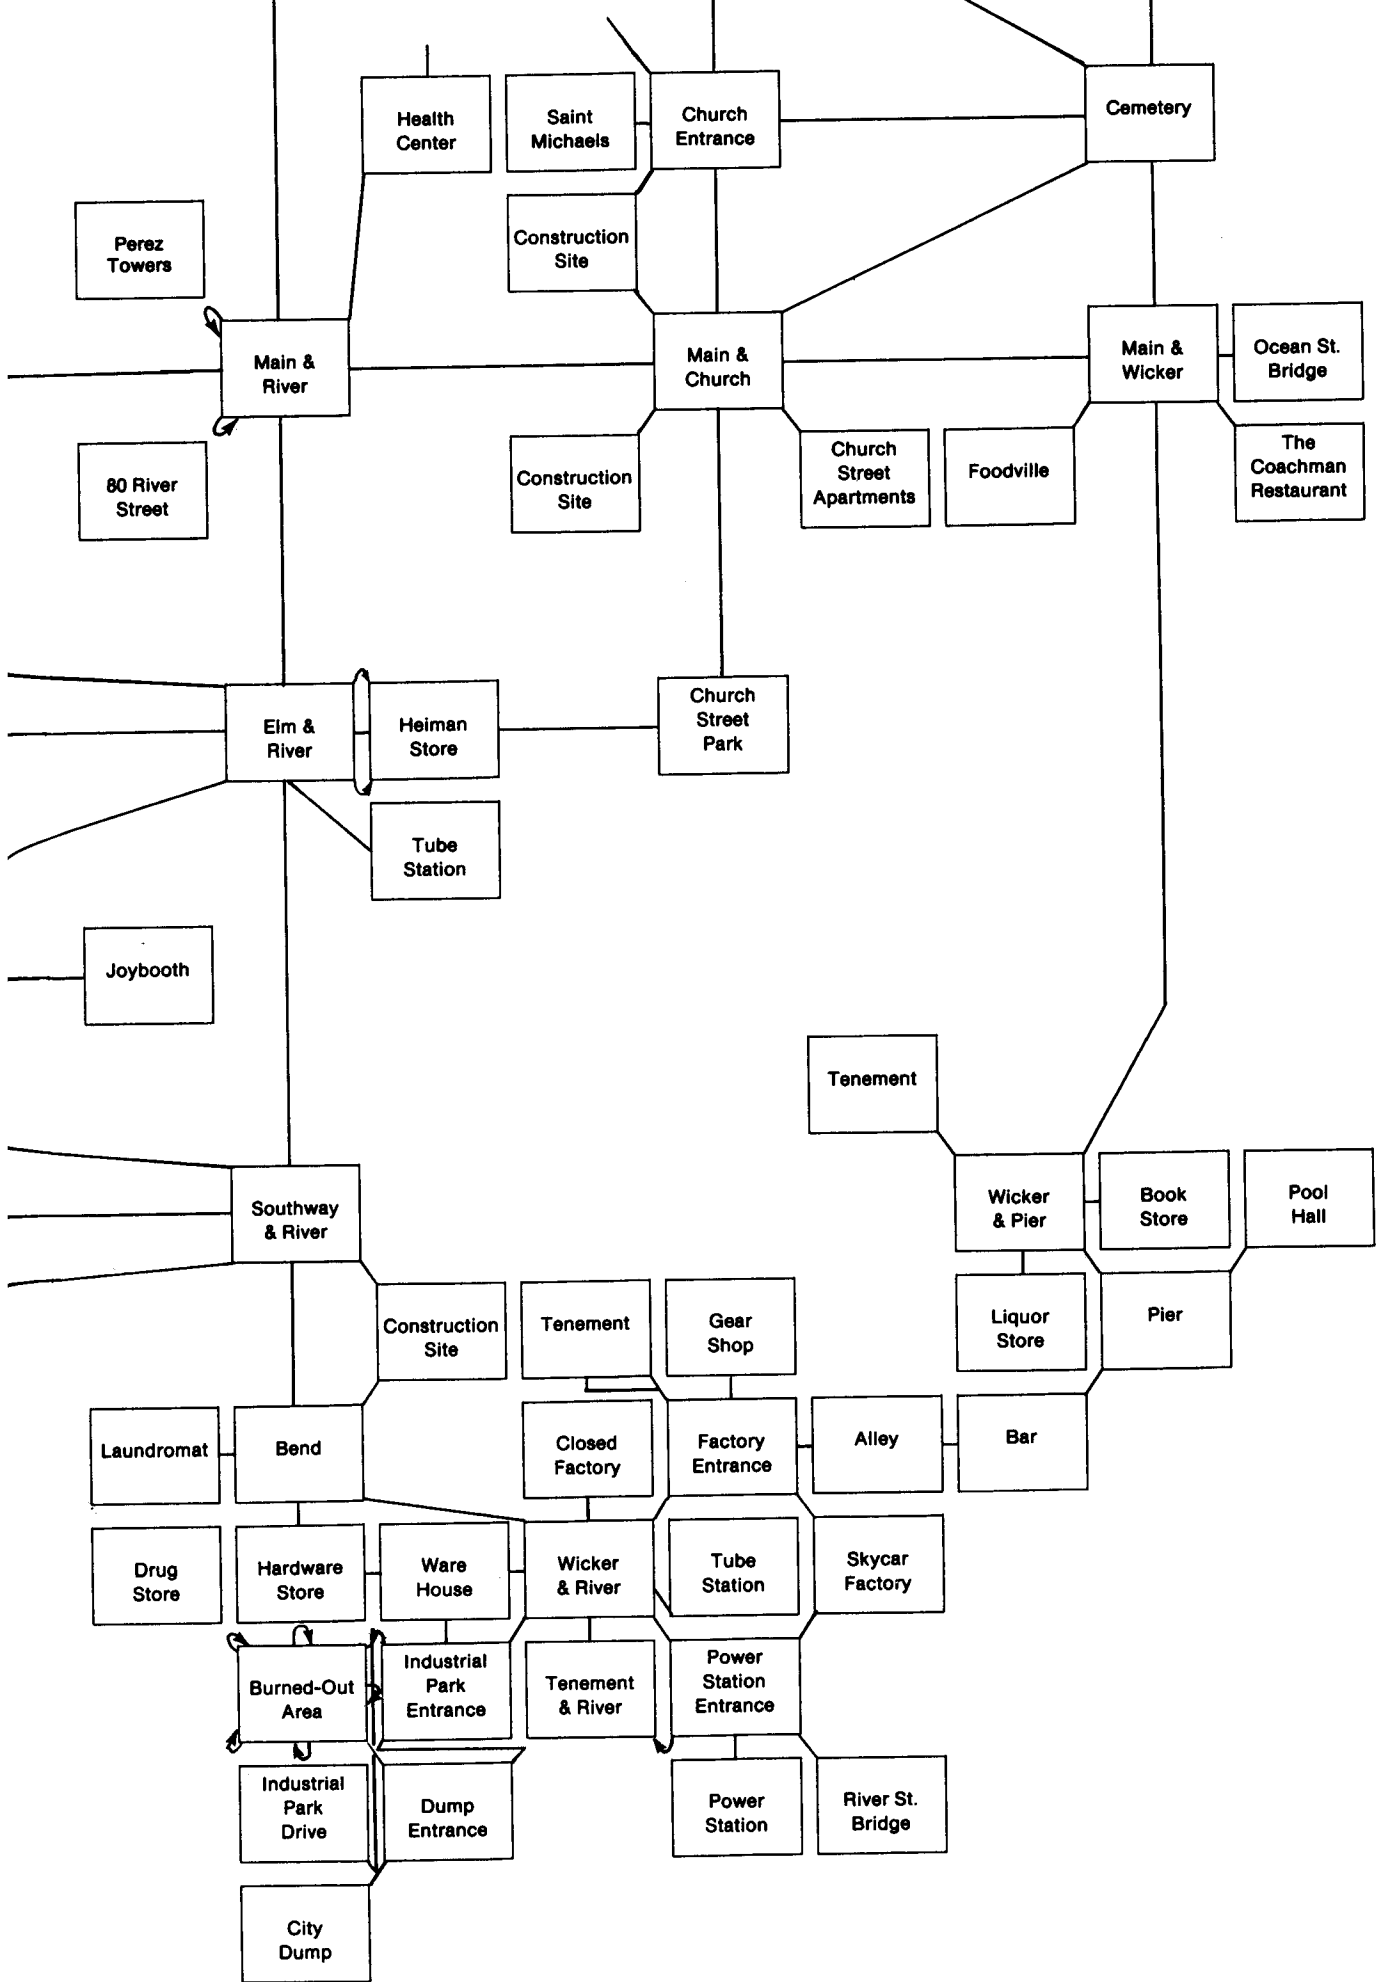 Health
Center
Saint
Michaels
Church
Entrance
Cemetery
Perez
Towers
Construction
Site
Main &
River
Main &
Church
Main &
Wicker
Ocean St.
Bridge
80 River
Street
Construction
Site
Church
Street
Apartments
Foodville
The
Coachman
Restaurant
Elm &
River
Heiman
Store
Church
Street
Park
Tube
Station
Joybooth
Tenement
Southway
& River
Wicker
& Pier
Book
Store
Pool
Hall
Construction
Site
Tenement
Gear
Shop
Liquor
Store
Pier
Laundromat
Bend
Closed
Factory
Factory
Entrance
Alley
Bar
Drug
Store
Hardware
Store
Ware
House
Wicker
& River
Tube
Station
Skycar
Factory
Burned-Out
Area
Industrial
Park
Entrance
Tenement
& River
Power
Station
Entrance
Industrial
Park
Drive
Dump
Entrance
Power
Station
River St.
Bridge
City
Dump